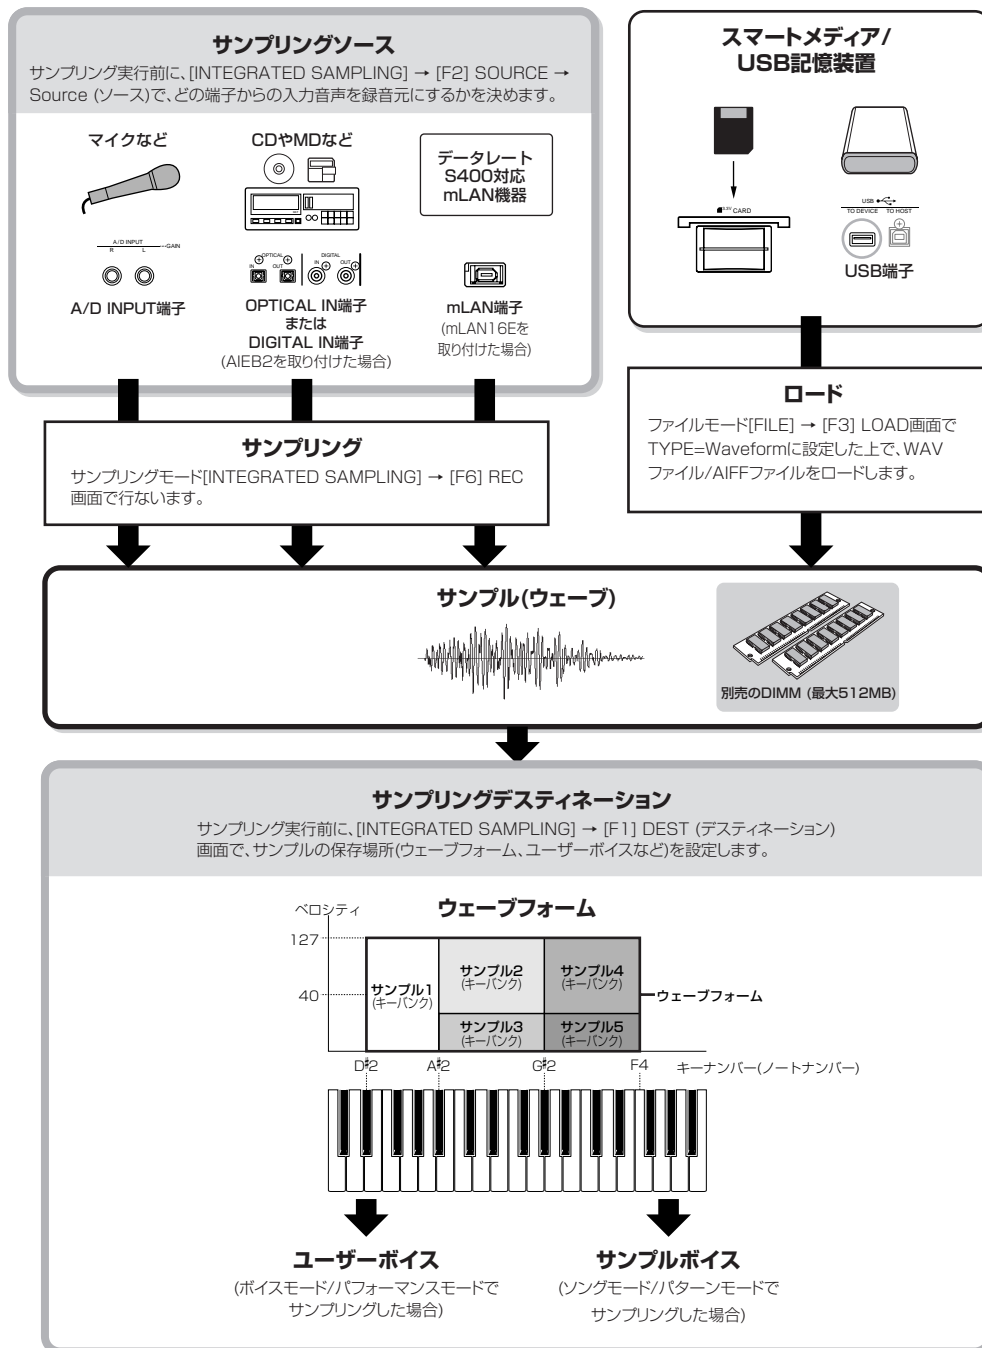 サンプリングソース
サンプリング実行前に、[INTEGRATED SAMPLING] → [F2] SOURCE →
Source (ソース)で、どの端子からの入力音声を録音元にするかを決めます。
マイクなど
A/D INPUT
R L
GAIN
A/D INPUT端子
CDやMDなど
OPTICAL
IN OUT
DIGITAL
IN OUT
OPTICAL IN端子
または
DIGITAL IN端子
(AIEB2を取り付けた場合)
データレート
S400対応
mLAN機器
mLAN端子
(mLAN16Eを
取り付けた場合)
スマートメディア/
USB記憶装置
3.3V CARD
USB
TO DEVICE TO HOST
USB端子
サンプリング
サンプリングモード[INTEGRATED SAMPLING] → [F6] REC
画面で行ないます。
ロード
ファイルモード[FILE] → [F3] LOAD画面で
TYPE=Waveformに設定した上で、WAV
ファイル/AIFFファイルをロードします。
サンプル(ウェーブ)
別売のDIMM (最大512MB)
サンプリングデスティネーション
サンプリング実行前に、[INTEGRATED SAMPLING] → [F1] DEST (デスティネーション)
画面で、サンプルの保存場所(ウェーブフォーム、ユーザーボイスなど)を設定します。
ベロシティ
ウェーブフォーム
127
40
サンプル1
(キーバンク)
サンプル2
(キーバンク)
サンプル3
(キーバンク)
サンプル4
(キーバンク)
サンプル5
(キーバンク)
ウェーブフォーム
D#2 A#2 G#2 F4
キーナンバー(ノートナンバー)
ユーザーボイス
(ボイスモード/パフォーマンスモードで
サンプリングした場合)
サンプルボイス
(ソングモード/パターンモードで
サンプリングした場合)